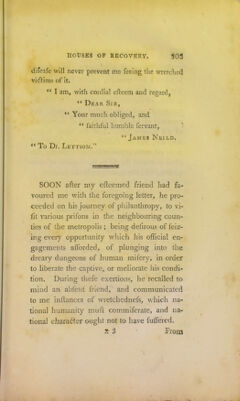 HOUSES OF RECOVERY. 303
diſeaſe will never prevent me ſeeing the wretched
victims of it.
“ I am, with cordial eſteem and regard,
“ DEAR SIR,
“ Your much obliged, and
“ faithful humble ſervant,
“ JAMES NEILD.
“ To Dr. LETTSOM.”
SOON after my eſteemed friend had fa-
voured me with the foregoing letter, he pro-
ceeded on his journey of philanthropy, to vi-
ſit various priſons in the neighbouring coun-
ties of the metropolis; being deſirous of ſeiz-
ing every opportunity which his official en-
gagements afforded, of plunging into the
dreary dungeons of human miſery, in order
to liberate the captive, or meliorate his condi-
tion. During theſe exertions, he recalled to
mind an abſent friend, and communicated
to me inſtances of wretchedneſs, which na-
tional humanity muſt commiſerate, and na-
tional character ought not to have ſuffered.
X 3 From